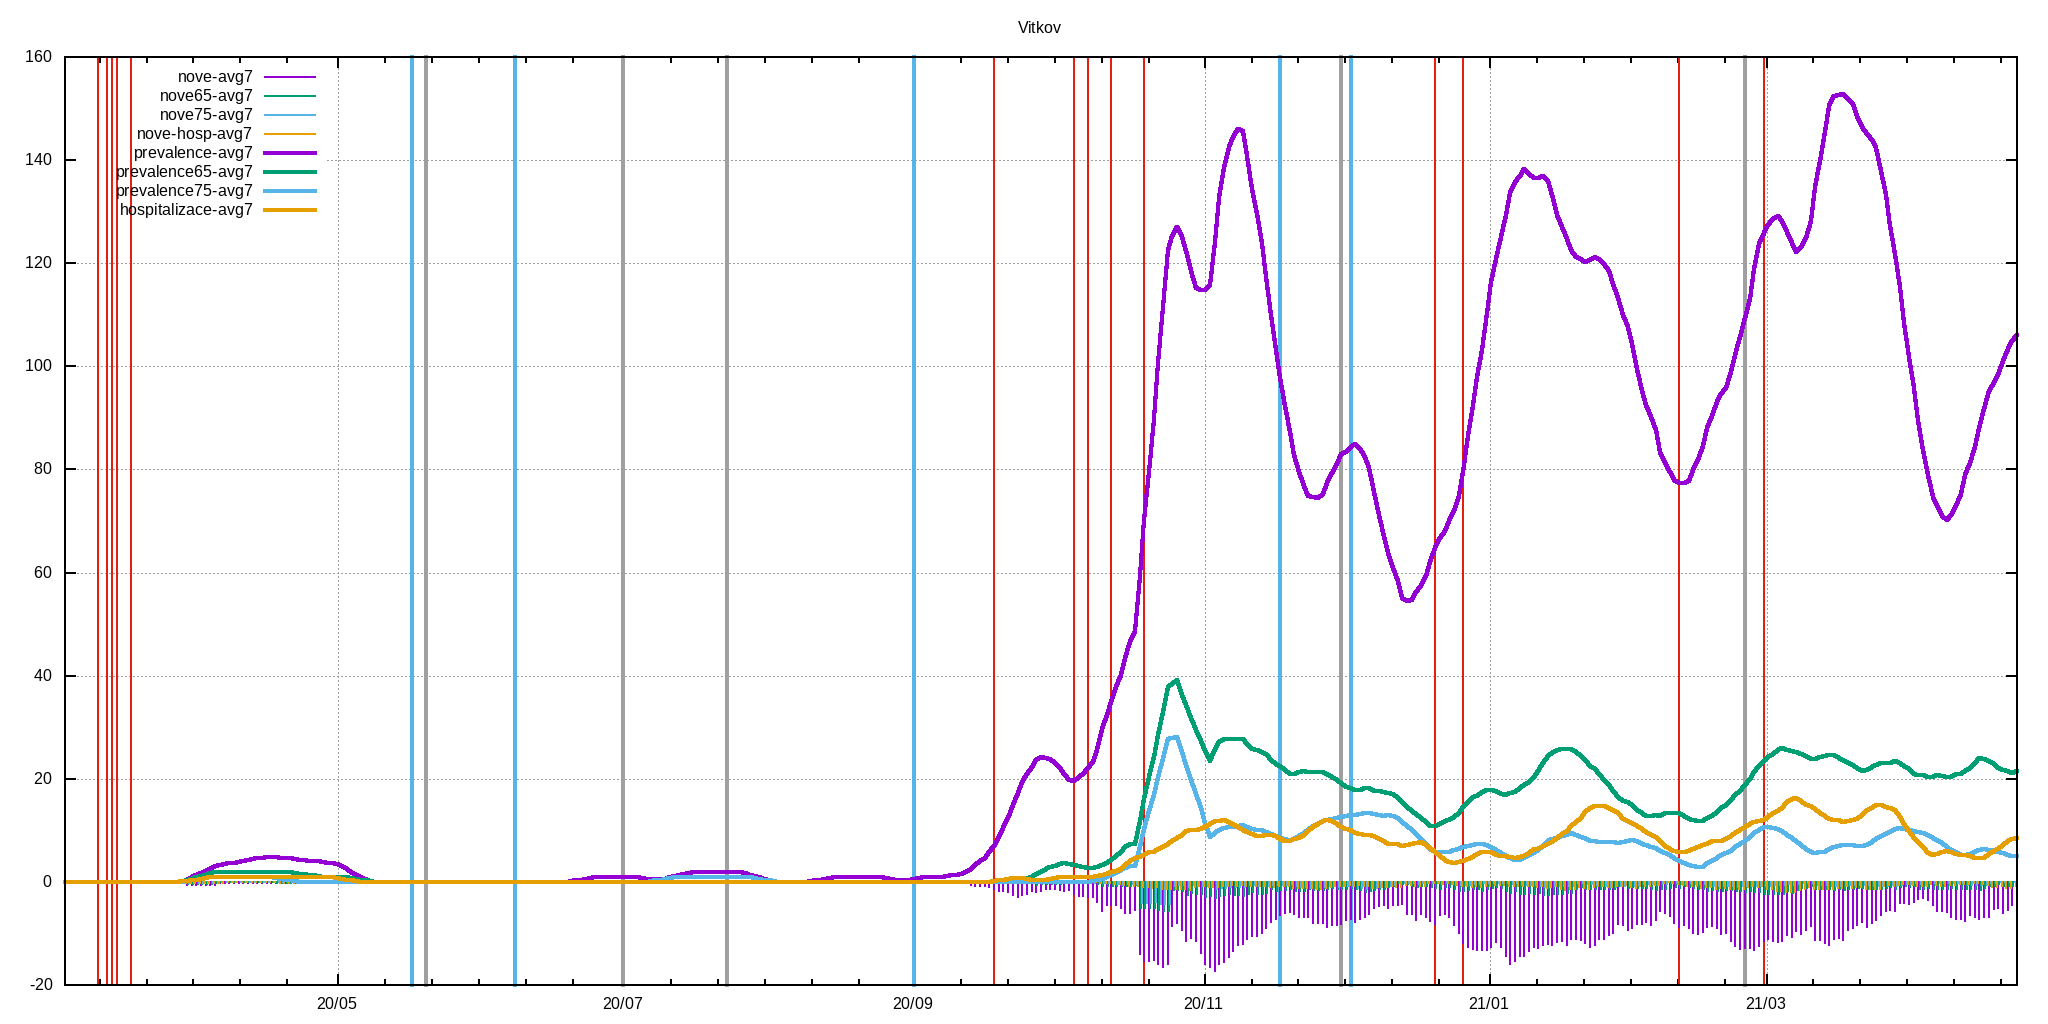 Vitkov
160
140
120
100
80
60
40
20
0
-20
nove-avg7
nove65-avg7
nove75-avg7
nove-hosp-avg7
prevalence-avg7
prevalence65-avg7
prevalence75-avg7
hospitalizace-avg7
20/05
20/07
20/09
20/11
21/01
21/03